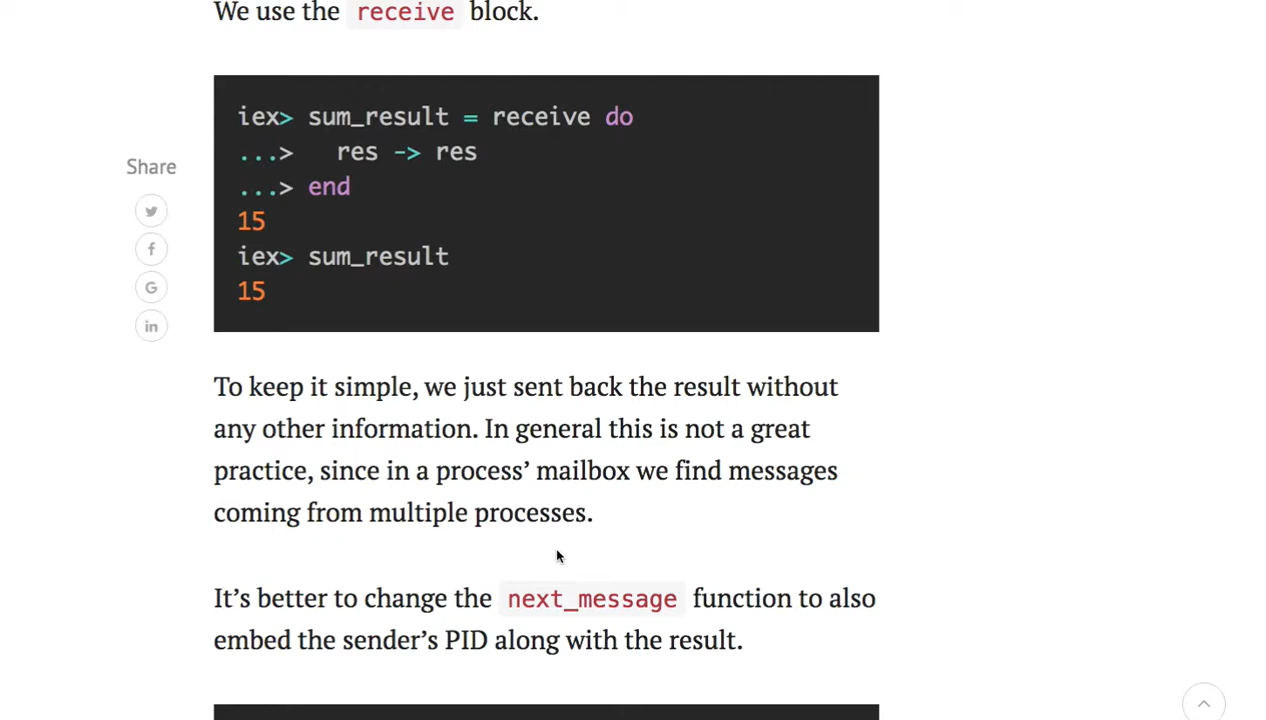 We use the receive block.
iex> sum_result = receive do
...>   res -> res
...> end
15
iex> sum_result
15
Share
To keep it simple, we just sent back the result without
any other information. In general this is not a great
practice, since in a process’ mailbox we find messages
coming from multiple processes.
It’s better to change the next_message function to also
embed the sender’s PID along with the result.